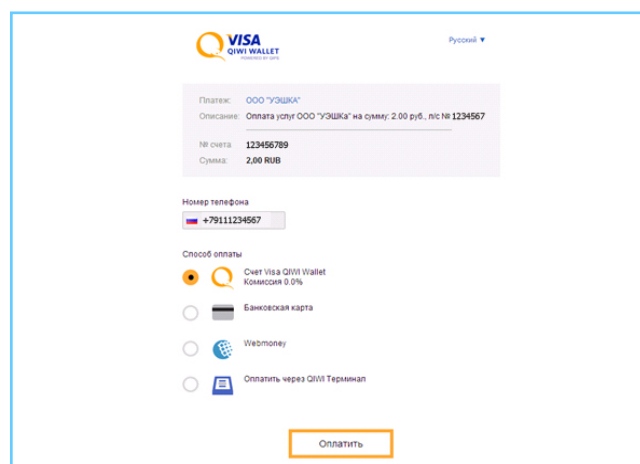 VISA
Русский ▼
QIWI WALLET
POWERED BY QIPS
Платеж: ООО "УЭШКА"
Описание: Оплата услуг ООО "УЭШКа" на сумму: 2.00 руб., л/с № 1234567
№ счета 123456789
Сумма: 2,00 RUB
Номер телефона
+79111234567
Способ оплаты
Счет Visa QIWI Wallet
Комиссия 0.0%
Банковская карта
Webmoney
Оплатить через QIWI Терминал
Оплатить